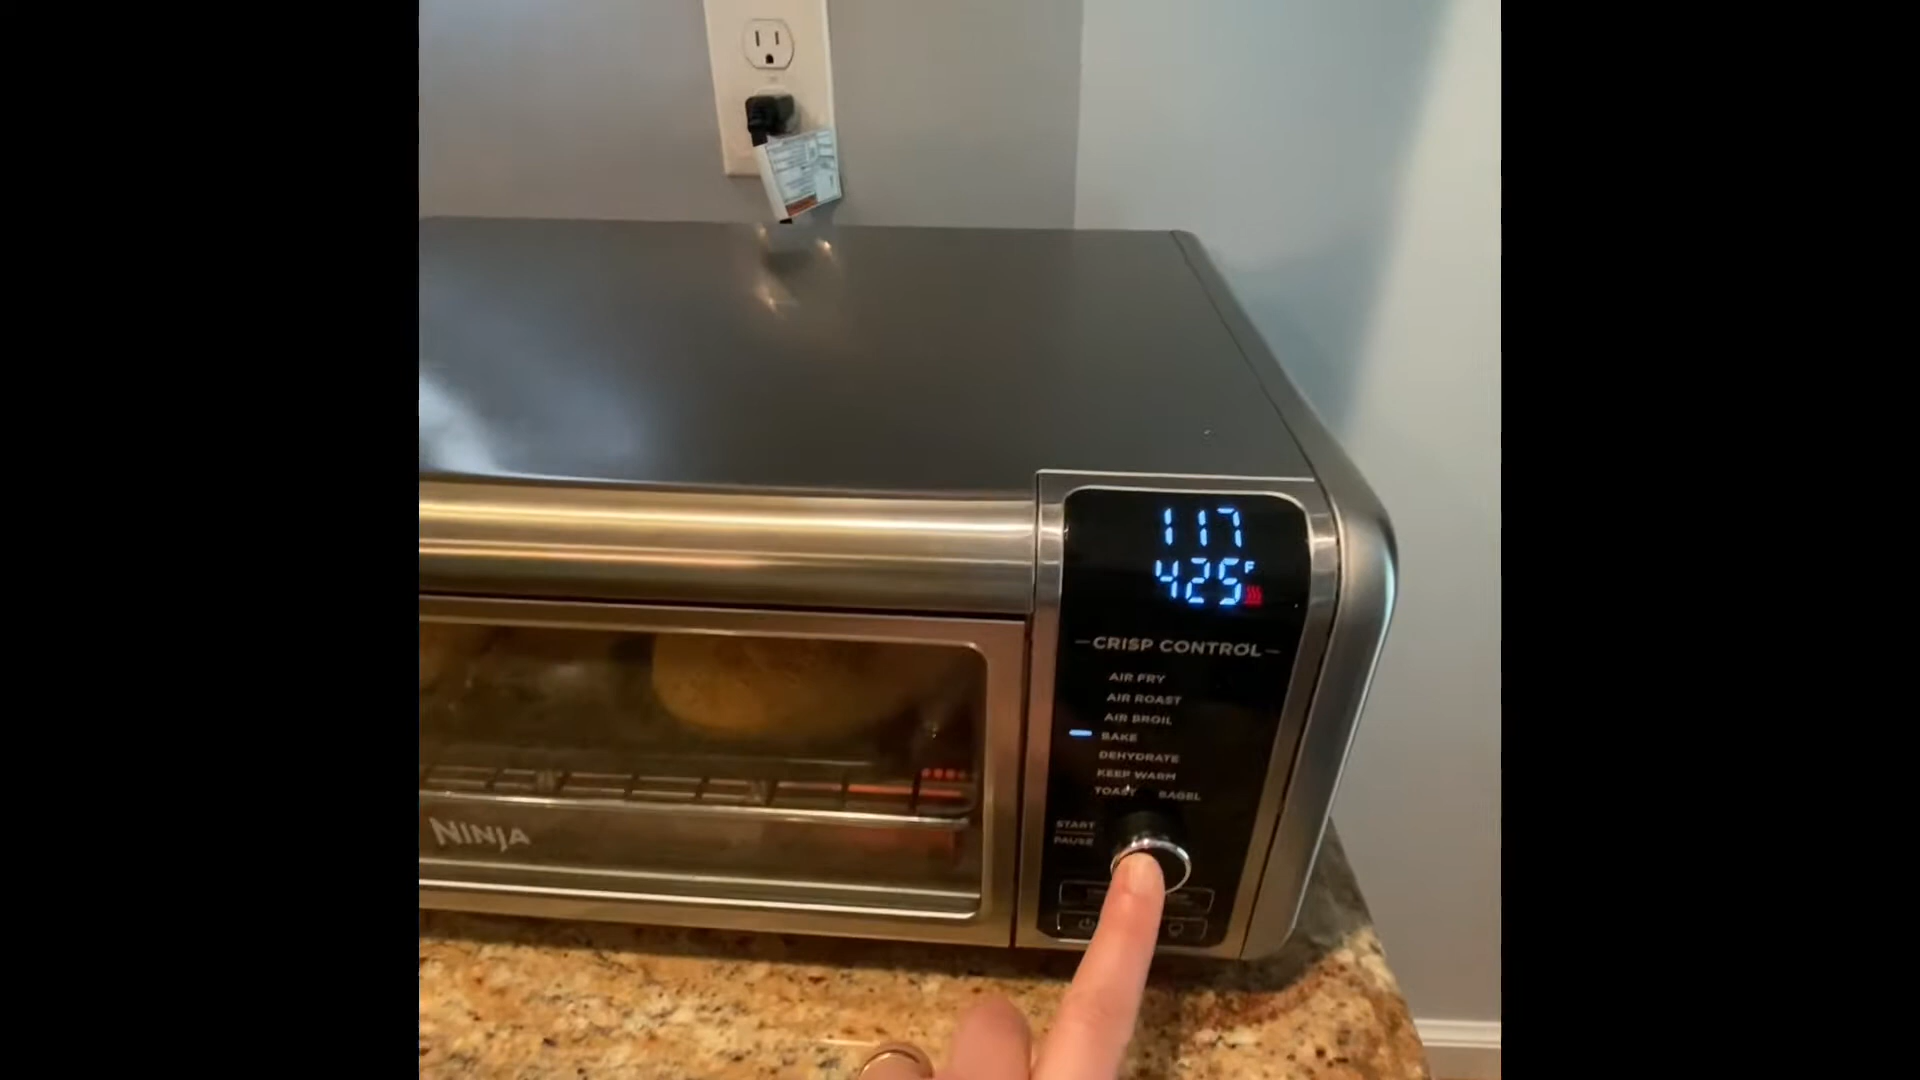 117
425 F
CRISP CONTROL
AIR FRY
AIR ROAST
AIR BROIL
BAKE
DEHYDRATE
KEEP WARM
TOAST BAGEL
START
PAUSE
NINJA